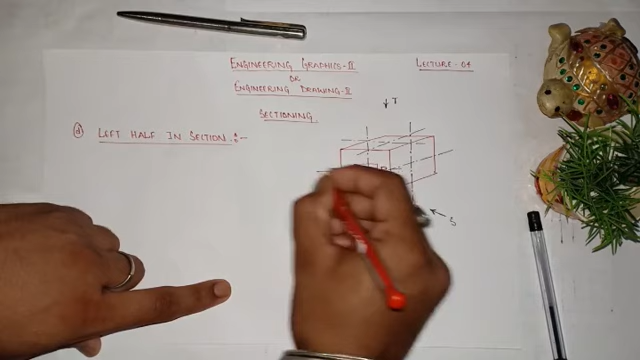 ENGINEERING GRAPHICS-II
OR
ENGINEERING DRAWING-II
LECTURE-04
SECTIONING
d) LEFT HALF IN SECTION :-
T
S